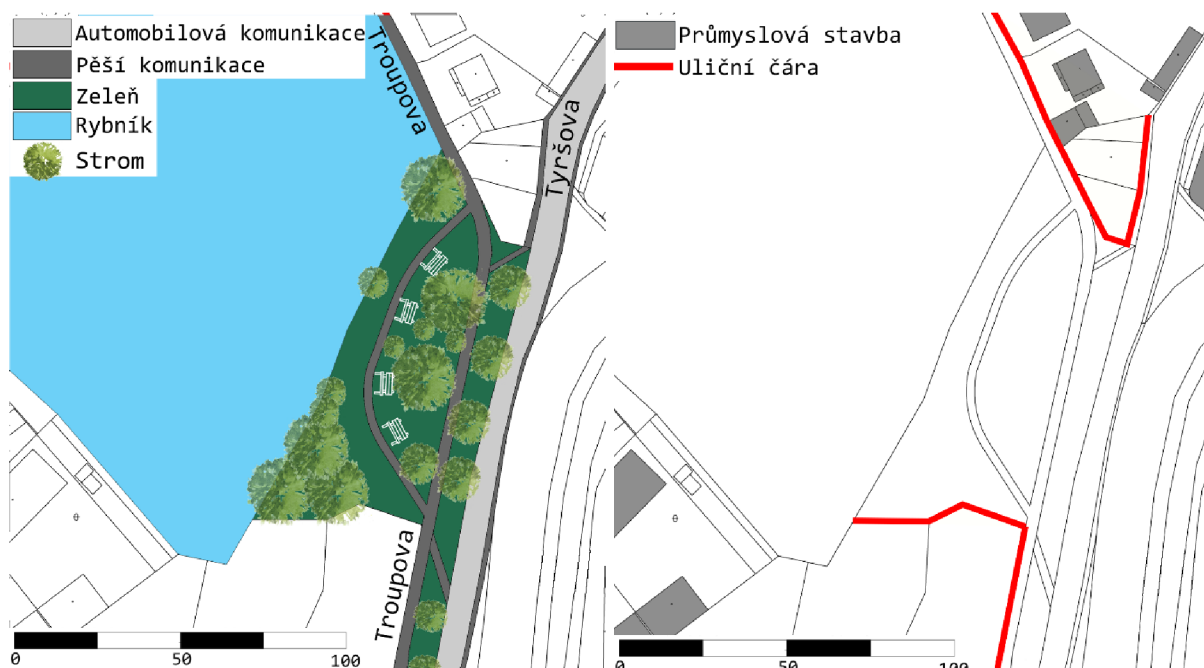 Automobilová komunikace
Pěší komunikace
Zeleň
Rybník
Strom
Troupova
Tyršova
Troupova
0
50
100
Průmyslová stavba
Uliční čára
0
50
100